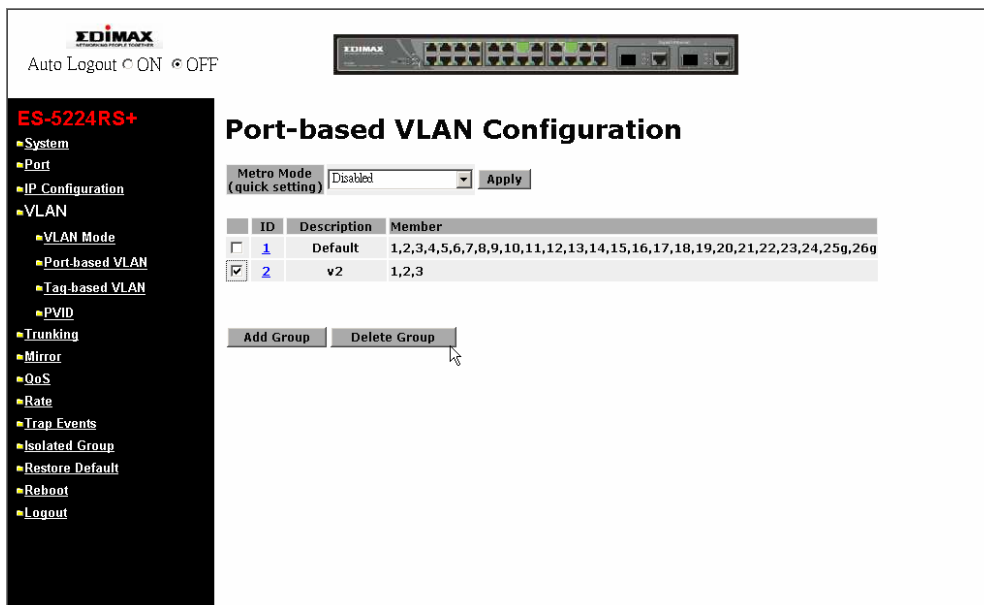 EDIMAX
NETWORKING PEOPLE TOGETHER
Auto Logout ON OFF
EDIMAX
ES-5224RS+
System
Port
IP Configuration
VLAN
VLAN Mode
Port-based VLAN
Tag-based VLAN
PVID
Trunking
Mirror
QoS
Rate
Trap Events
Isolated Group
Restore Default
Reboot
Logout
Port-based VLAN Configuration
Metro Mode
(quick setting)
Disabled
Apply
ID Description Member
1 Default 1,2,3,4,5,6,7,8,9,10,11,12,13,14,15,16,17,18,19,20,21,22,23,24,25g,26g
2 v2 1,2,3
Add Group
Delete Group